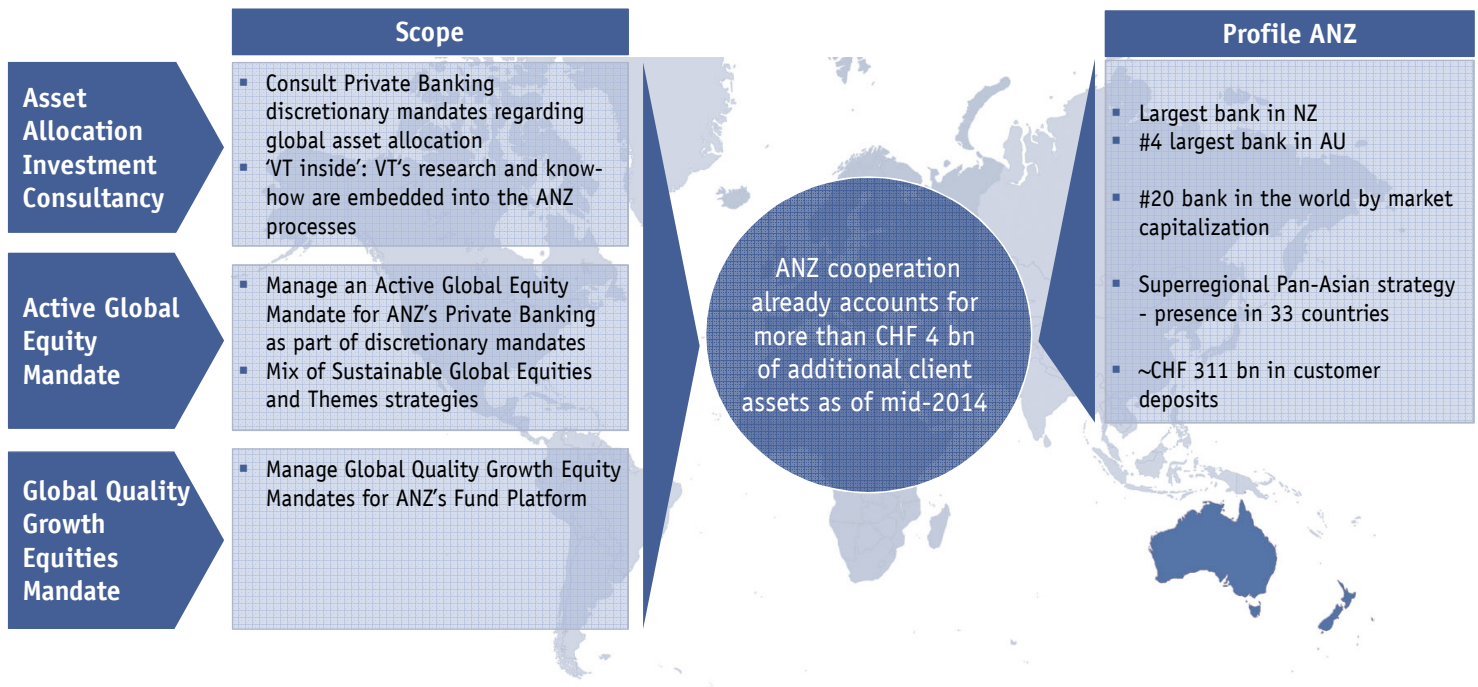 Scope
Asset
Allocation
Investment
Consultancy
▪ Consult Private Banking
discretionary mandates regarding
global asset allocation
▪ ‘VT inside’: VT‘s research and know-
how are embedded into the ANZ
processes
Active Global
Equity
Mandate
▪ Manage an Active Global Equity
Mandate for ANZ’s Private Banking
as part of discretionary mandates
▪ Mix of Sustainable Global Equities
and Themes strategies
Global Quality
Growth
Equities
Mandate
▪ Manage Global Quality Growth Equity
Mandates for ANZ’s Fund Platform
ANZ cooperation
already accounts for
more than CHF 4 bn
of additional client
assets as of mid-2014
Profile ANZ
▪ Largest bank in NZ
▪ #4 largest bank in AU
▪ #20 bank in the world by market
capitalization
▪ Superregional Pan-Asian strategy
- presence in 33 countries
▪ ~CHF 311 bn in customer
deposits